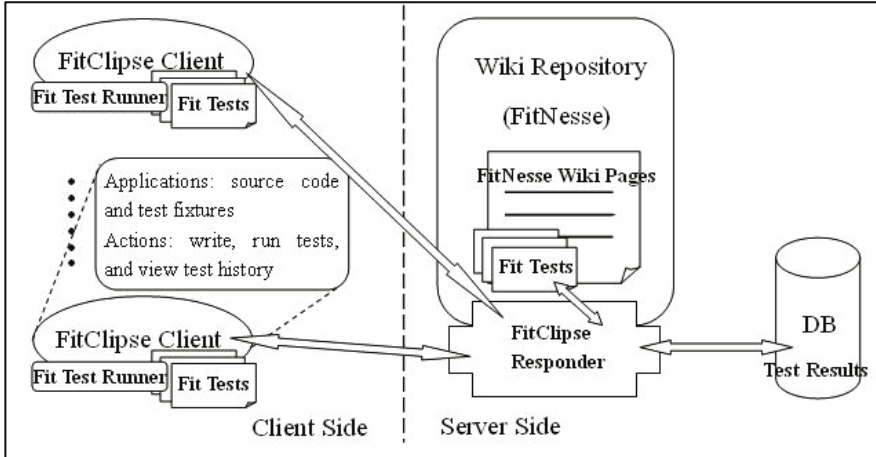 FitClipse Client
Fit Test Runner
Fit Tests
Applications: source code
and test fixtures
Actions: write, run tests,
and view test history
FitClipse Client
Fit Test Runner
Fit Tests
Client Side
Wiki Repository
(FitNesse)
FitNesse Wiki Pages
Fit Tests
FitClipse
Responder
Server Side
DB
Test Results